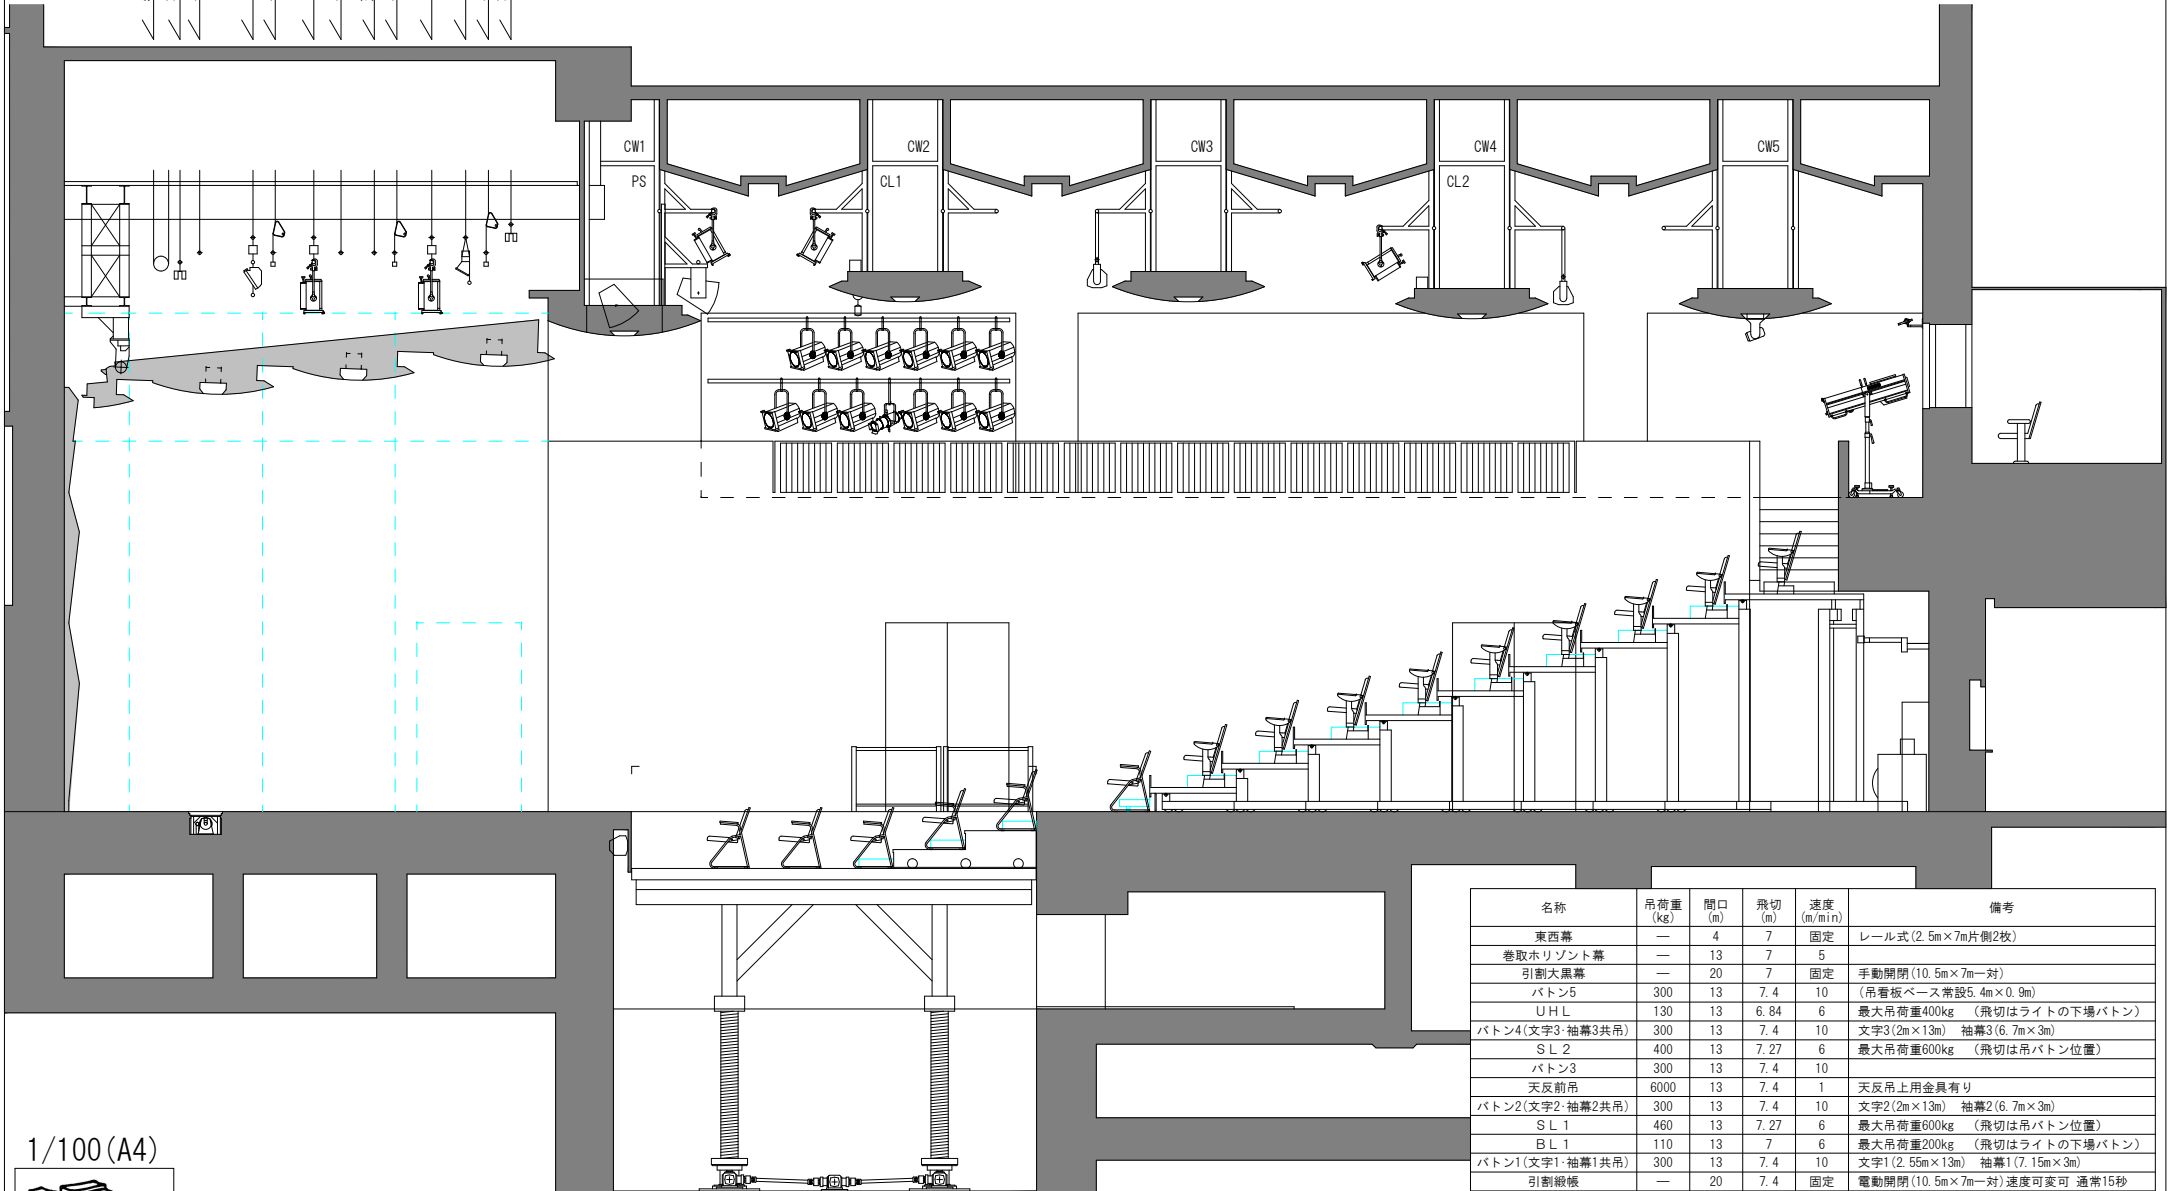 CW1
CW2
CW3
CW4
CW5
PS
CL1
CL2
名称 吊荷重(kg) 間口(m) 飛切(m) 速度(m/min) 備考
東西幕 — 4 7 固定 レール式(2.5m×7m片側2枚)
巻取ホリゾント幕 — 13 7 5
引割大黒幕 — 20 7 固定 手動開閉(10.5m×7m一対)
バトン5 300 13 7.4 10 (吊看板ベース常設5.4m×0.9m)
UHL 130 13 6.84 6 最大吊荷重400kg (飛切はライトの下場バトン)
バトン4(文字3・袖幕3共吊) 300 13 7.4 10 文字3(2m×13m) 袖幕3(6.7m×3m)
SL2 400 13 7.27 6 最大吊荷重600kg (飛切は吊バトン位置)
バトン3 300 13 7.4 10
天反前吊 6000 13 7.4 1 天反吊上用金具有り
バトン2(文字2・袖幕2共吊) 300 13 7.4 10 文字2(2m×13m) 袖幕2(6.7m×3m)
SL1 460 13 7.27 6 最大吊荷重600kg (飛切は吊バトン位置)
BL1 110 13 7 6 最大吊荷重200kg (飛切はライトの下場バトン)
バトン1(文字1・袖幕1共吊) 300 13 7.4 10 文字1(2.55m×13m) 袖幕1(7.15m×3m)
引割緞帳 — 20 7.4 固定 電動開閉(10.5m×7m一対)速度可変可 通常15秒
1/100(A4)